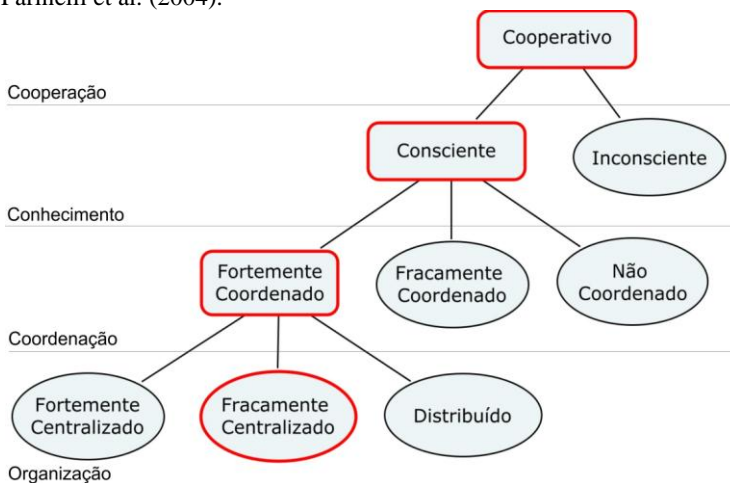 Farinelli et al. (2004).
Cooperativo
Cooperação
Consciente
Inconsciente
Conhecimento
Fortemente
Coordenado
Fracamente
Coordenado
Não
Coordenado
Coordenação
Fortemente
Centralizado
Fracamente
Centralizado
Distribuído
Organização